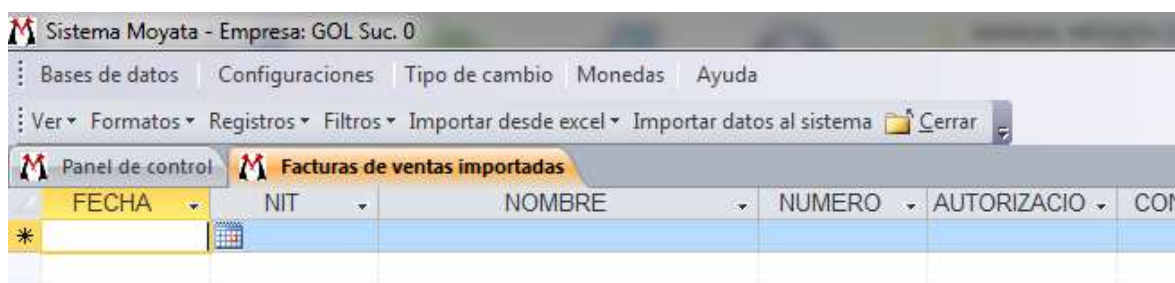 Sistema Moyata - Empresa: GOL Suc. 0
Bases de datos Configuraciones Tipo de cambio Monedas Ayuda
Ver Formatos Registros Filtros Importar desde excel Importar datos al sistema Cerrar
Panel de control Facturas de ventas importadas
FECHA NIT NOMBRE NUMERO AUTORIZACIO CON